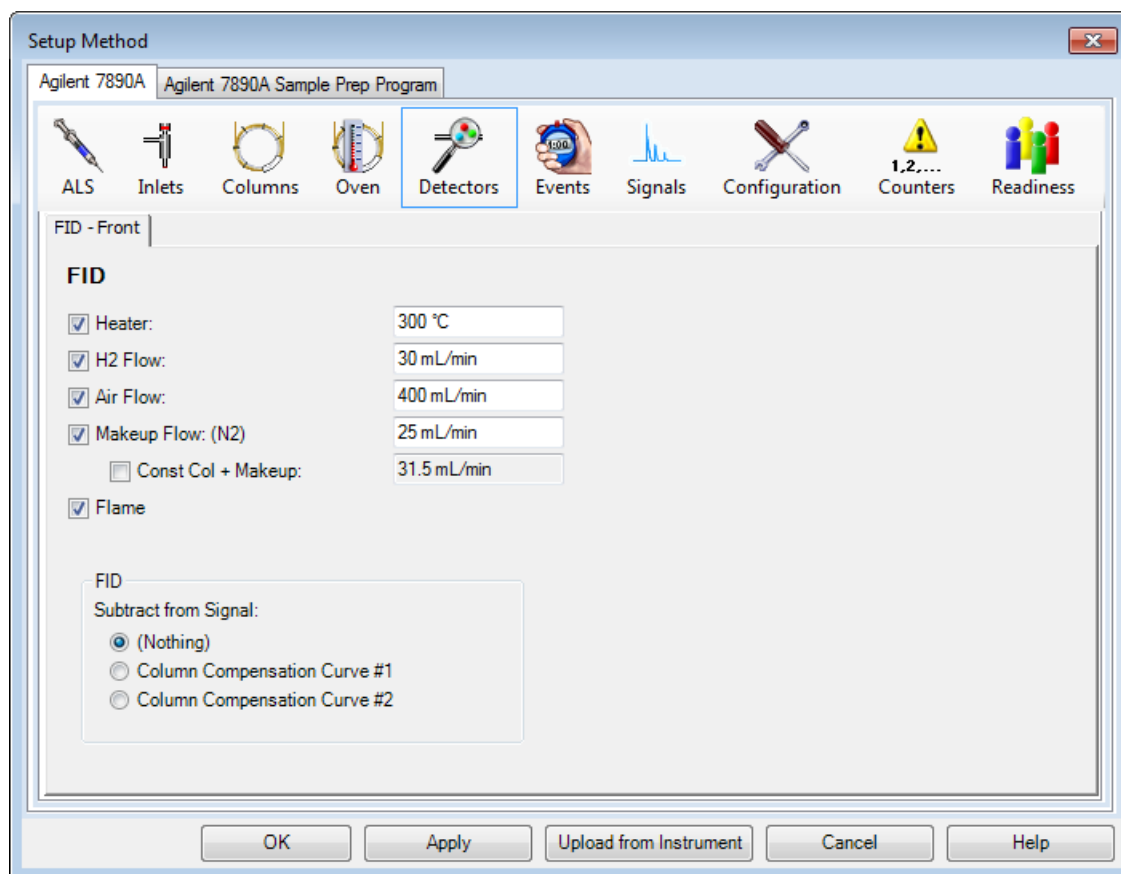 Setup Method
Agilent 7890A Agilent 7890A Sample Prep Program
1:00
1,2,...
ALS Inlets Columns Oven Detectors Events Signals Configuration Counters Readiness
FID - Front
FID
Heater: 300 °C
H2 Flow: 30 mL/min
Air Flow: 400 mL/min
Makeup Flow: (N2) 25 mL/min
Const Col + Makeup: 31.5 mL/min
Flame
FID
Subtract from Signal:
(Nothing)
Column Compensation Curve #1
Column Compensation Curve #2
OK Apply Upload from Instrument Cancel Help